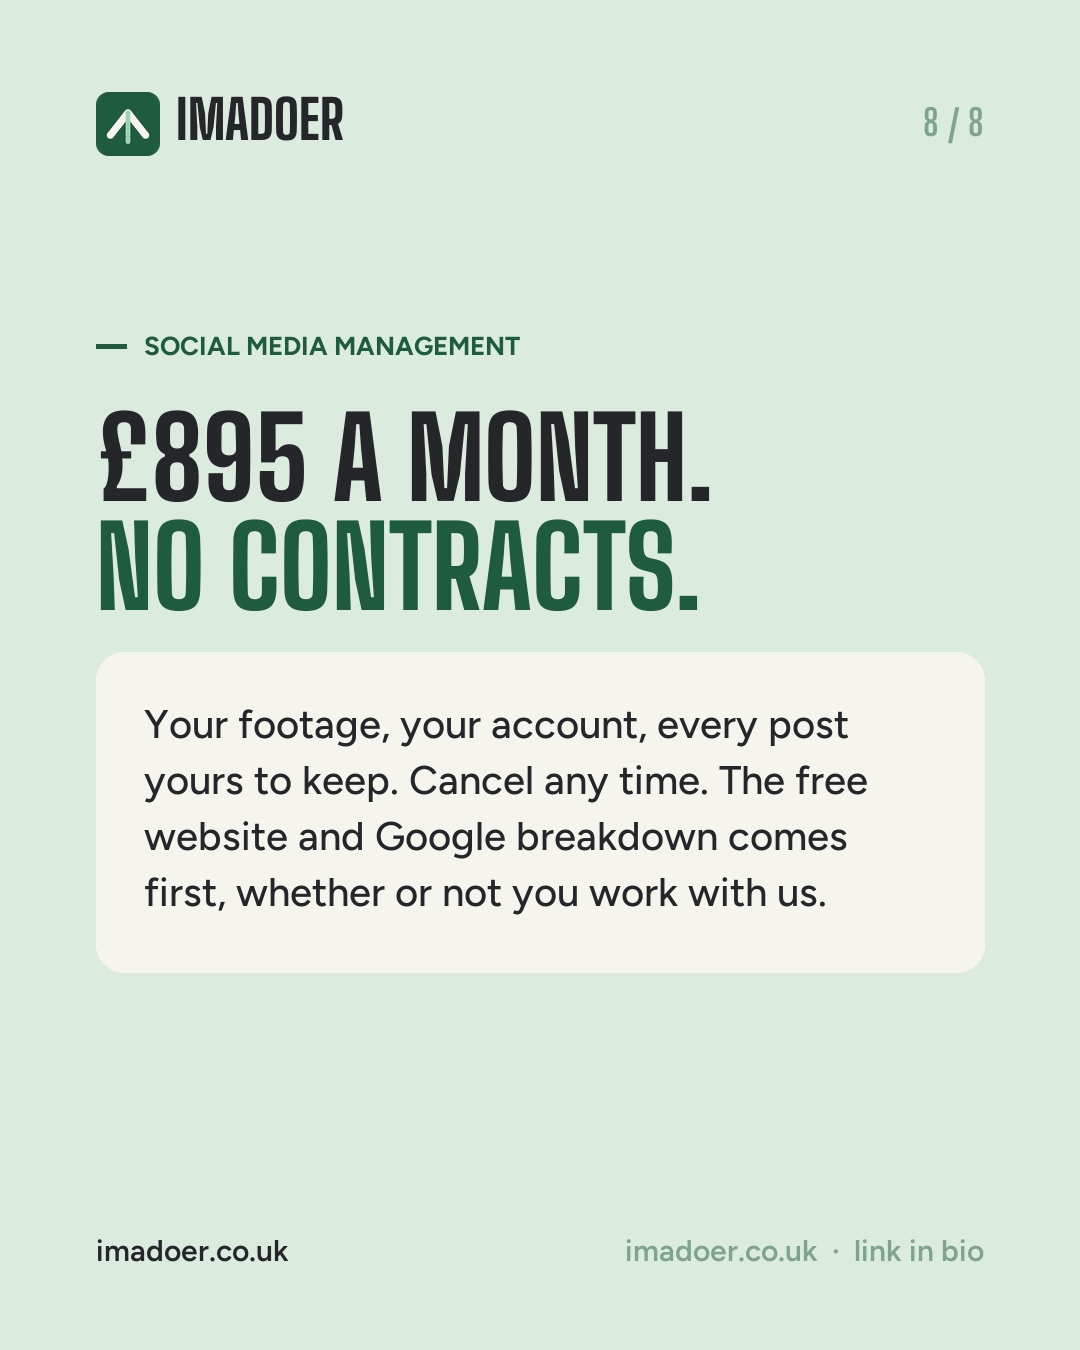 IMADOER
8 / 8
SOCIAL MEDIA MANAGEMENT
£895 A MONTH.
NO CONTRACTS.
Your footage, your account, every post
yours to keep. Cancel any time. The free
website and Google breakdown comes
first, whether or not you work with us.
imadoer.co.uk
imadoer.co.uk · link in bio